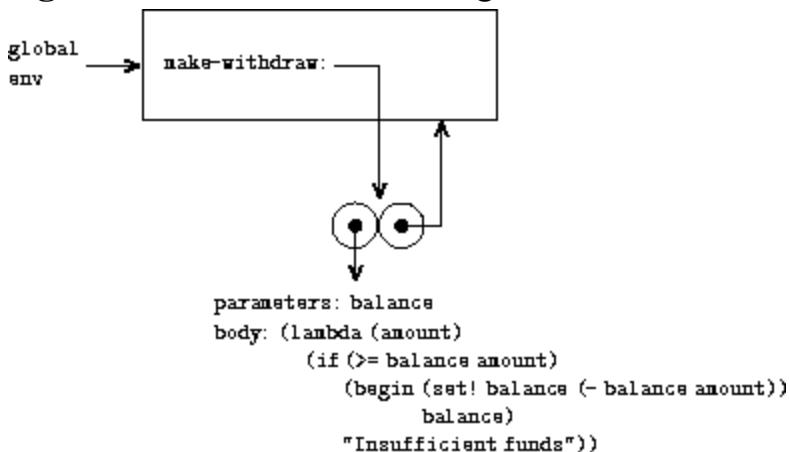 global
env
make-withdraw:
parameters: balance
body: (lambda (amount)
(if (>= balance amount)
(begin (set! balance (- balance amount))
balance)
"Insufficient funds"))